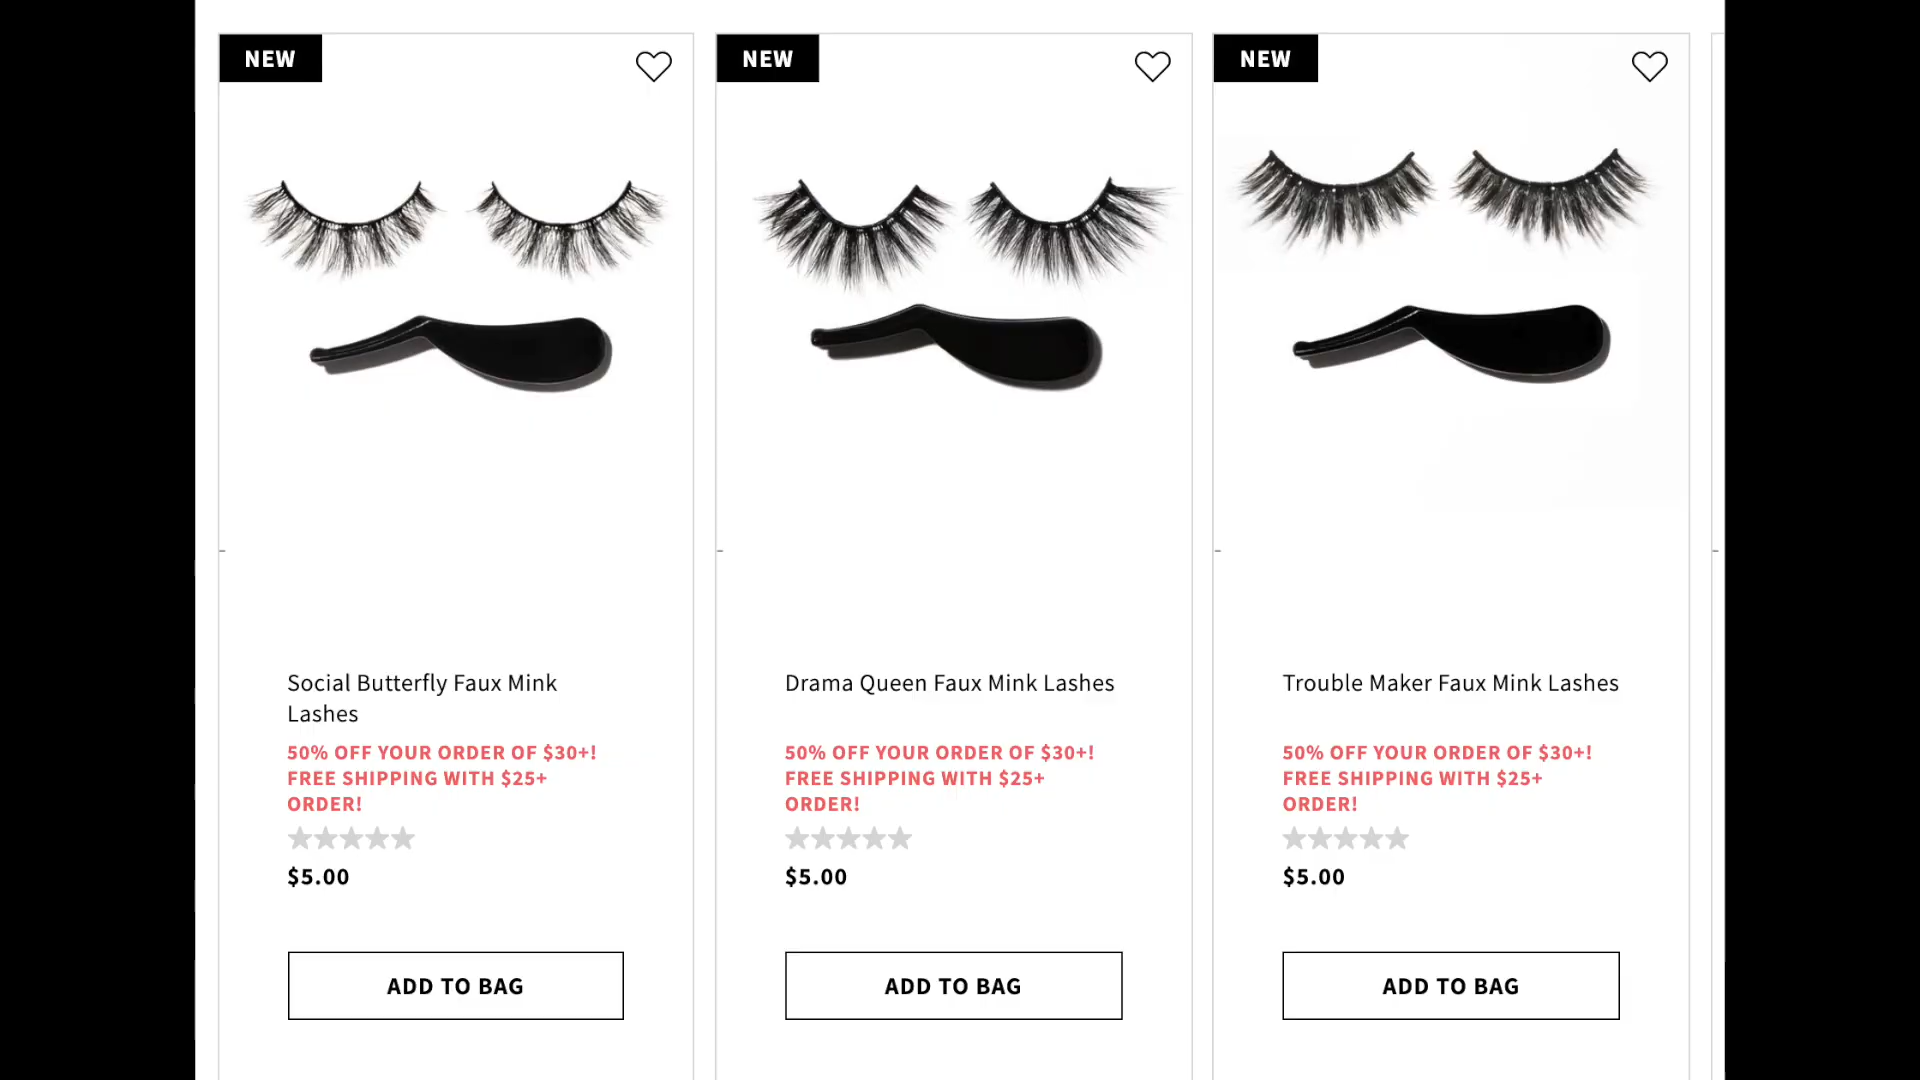 NEW
Social Butterfly Faux Mink
Lashes
50% OFF YOUR ORDER OF $30+!
FREE SHIPPING WITH $25+
ORDER!
$5.00
ADD TO BAG
NEW
Drama Queen Faux Mink Lashes
50% OFF YOUR ORDER OF $30+!
FREE SHIPPING WITH $25+
ORDER!
$5.00
ADD TO BAG
NEW
Trouble Maker Faux Mink Lashes
50% OFF YOUR ORDER OF $30+!
FREE SHIPPING WITH $25+
ORDER!
$5.00
ADD TO BAG